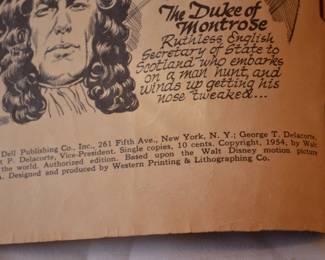 The Duke of
Montrose
Ruthless English
Secretary of State to
Scotland who embarks
on a man hunt, and
winds up getting his
nose tweaked...
Dell Publishing Co. Inc., 261 Fifth Ave., New York, N. Y.; George T. Delacorte,
t P. Delacorte, Vice-President. Single copies, 10 cents. Copyright, 1954, by Walt
the world. Authorized edition. Based upon the Walt Disney motion picture
. Designed and produced by Western Printing & Lithographing Co.